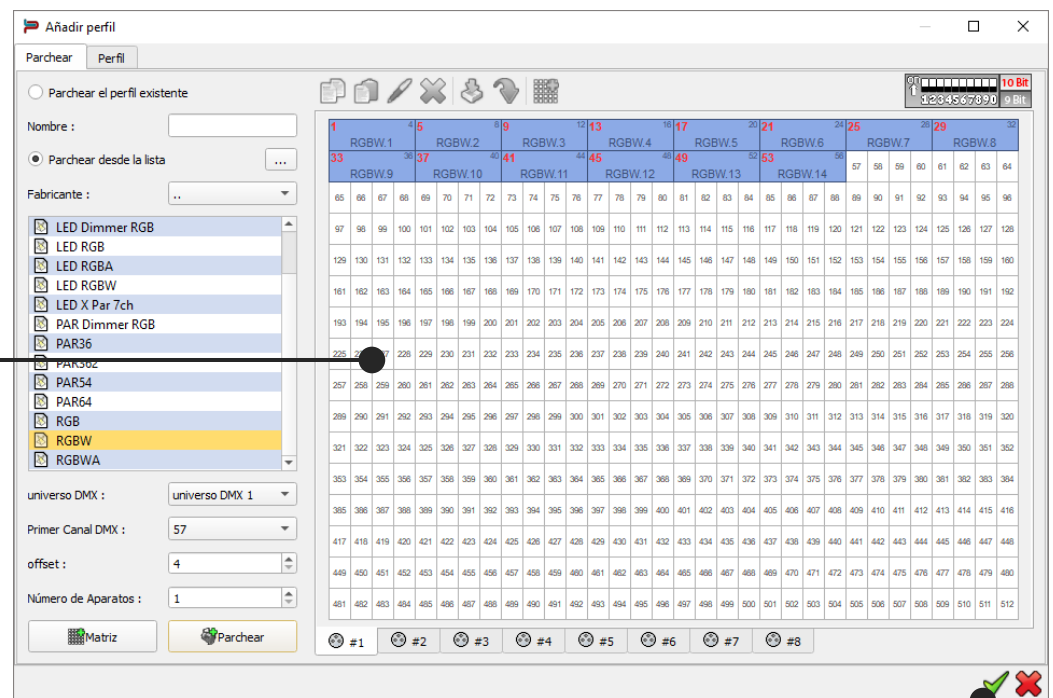 Añadir perfil
Parchear Perfil
Parchear el perfil existente
Nombre :
Parchear desde la lista ...
Fabricante : ..
LED Dimmer RGB
LED RGB
LED RGBA
LED RGBW
LED X Par 7ch
PAR Dimmer RGB
PAR36
PAR362
PAR54
PAR64
RGB
RGBW
RGBWA
universo DMX : universo DMX 1
Primer Canal DMX : 57
offset : 4
Número de Aparatos : 1
Matriz Parchear
on 1234567890 10 Bit 9 Bit
1 4 5 8 9 12 13 16 17 20 21 24 25 28 29 32
RGBW.1 RGBW.2 RGBW.3 RGBW.4 RGBW.5 RGBW.6 RGBW.7 RGBW.8
33 36 37 40 41 44 45 48 49 52 53 56 57 58 59 60 61 62 63 64
RGBW.9 RGBW.10 RGBW.11 RGBW.12 RGBW.13 RGBW.14
65 66 67 68 69 70 71 72 73 74 75 76 77 78 79 80 81 82 83 84 85 86 87 88 89 90 91 92 93 94 95 96
97 98 99 100 101 102 103 104 105 106 107 108 109 110 111 112 113 114 115 116 117 118 119 120 121 122 123 124 125 126 127 128
129 130 131 132 133 134 135 136 137 138 139 140 141 142 143 144 145 146 147 148 149 150 151 152 153 154 155 156 157 158 159 160
161 162 163 164 165 166 167 168 169 170 171 172 173 174 175 176 177 178 179 180 181 182 183 184 185 186 187 188 189 190 191 192
193 194 195 196 197 198 199 200 201 202 203 204 205 206 207 208 209 210 211 212 213 214 215 216 217 218 219 220 221 222 223 224
225 228 229 230 231 232 233 234 235 236 237 238 239 240 241 242 243 244 245 246 247 248 249 250 251 252 253 254 255 256
257 258 259 260 261 262 263 264 265 266 267 268 269 270 271 272 273 274 275 276 277 278 279 280 281 282 283 284 285 286 287 288
289 290 291 292 293 294 295 296 297 298 299 300 301 302 303 304 305 306 307 308 309 310 311 312 313 314 315 316 317 318 319 320
321 322 323 324 325 326 327 328 329 330 331 332 333 334 335 336 337 338 339 340 341 342 343 344 345 346 347 348 349 350 351 352
353 354 355 356 357 358 359 360 361 362 363 364 365 366 367 368 369 370 371 372 373 374 375 376 377 378 379 380 381 382 383 384
385 386 387 388 389 390 391 392 393 394 395 396 397 398 399 400 401 402 403 404 405 406 407 408 409 410 411 412 413 414 415 416
417 418 419 420 421 422 423 424 425 426 427 428 429 430 431 432 433 434 435 436 437 438 439 440 441 442 443 444 445 446 447 448
449 450 451 452 453 454 455 456 457 458 459 460 461 462 463 464 465 466 467 468 469 470 471 472 473 474 475 476 477 478 479 480
481 482 483 484 485 486 487 488 489 490 491 492 493 494 495 496 497 498 499 500 501 502 503 504 505 506 507 508 509 510 511 512
#1 #2 #3 #4 #5 #6 #7 #8